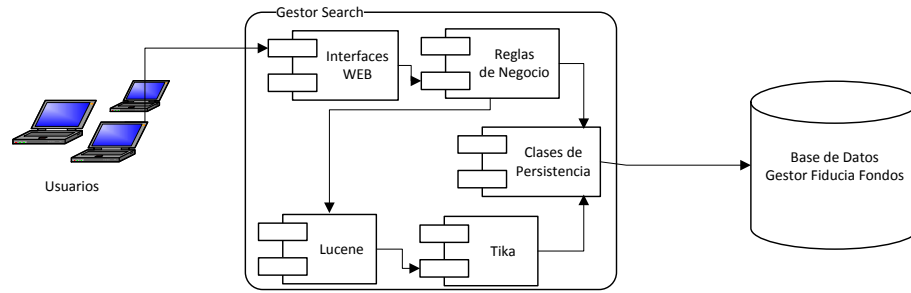 Gestor Search
Interfaces
WEB
Reglas
de Negocio
Clases de
Persistencia
Base de Datos
Gestor Fiducia Fondos
Usuarios
Lucene
Tika